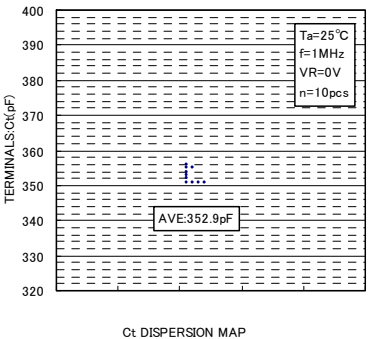 400
390
380
370
360
350
340
330
320
TERMINALS:Ct(pF)
Ta=25°C
f=1MHz
VR=0V
n=10pcs
AVE:352.9pF
Ct DISPERSION MAP